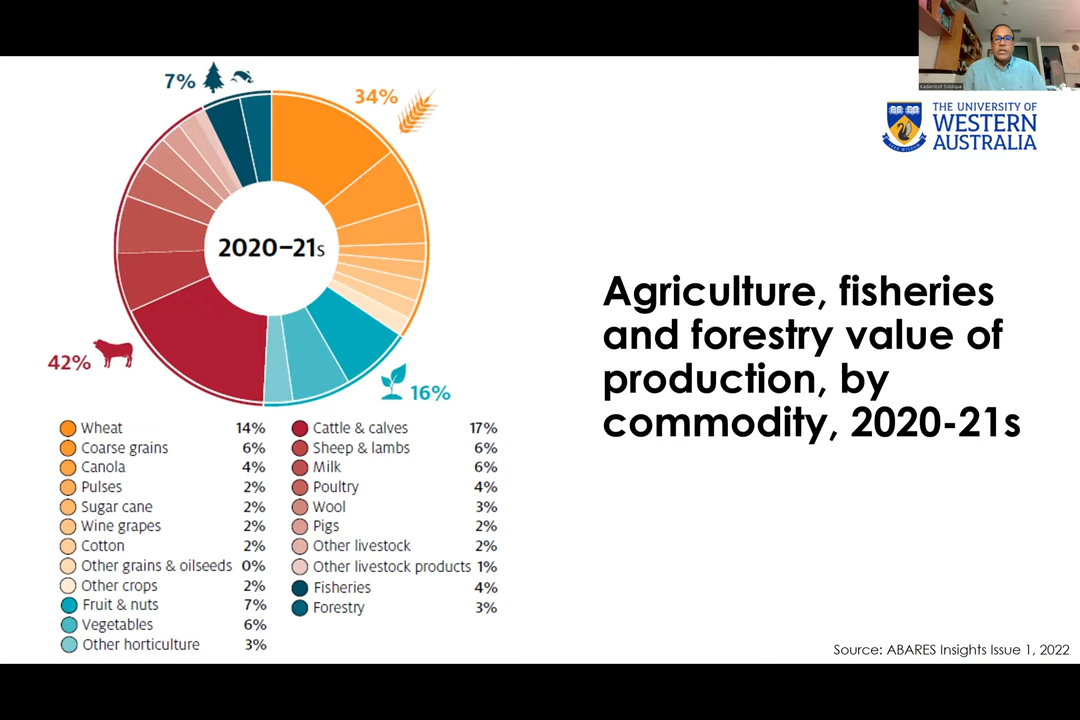 7%
34%
THE UNIVERSITY OF
WESTERN
AUSTRALIA
2020–21s
Agriculture, fisheries
and forestry value of
production, by
commodity, 2020-21s
42%
16%
Wheat 14%
Coarse grains 6%
Canola 4%
Pulses 2%
Sugar cane 2%
Wine grapes 2%
Cotton 2%
Other grains & oilseeds 0%
Other crops 2%
Fruit & nuts 7%
Vegetables 6%
Other horticulture 3%
Cattle & calves 17%
Sheep & lambs 6%
Milk 6%
Poultry 4%
Wool 3%
Pigs 2%
Other livestock 2%
Other livestock products 1%
Fisheries 4%
Forestry 3%
Source: ABARES Insights Issue 1, 2022